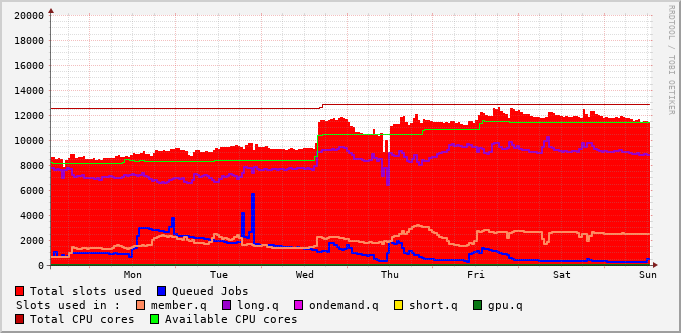 20000
18000
16000
14000
12000
10000
8000
6000
4000
2000
0
Mon Tue Wed Thu Fri Sat Sun
RRDTOOL / TOBI OETIKER
Total slots used Queued Jobs
Slots used in : member.q long.q ondemand.q short.q gpu.q
Total CPU cores Available CPU cores